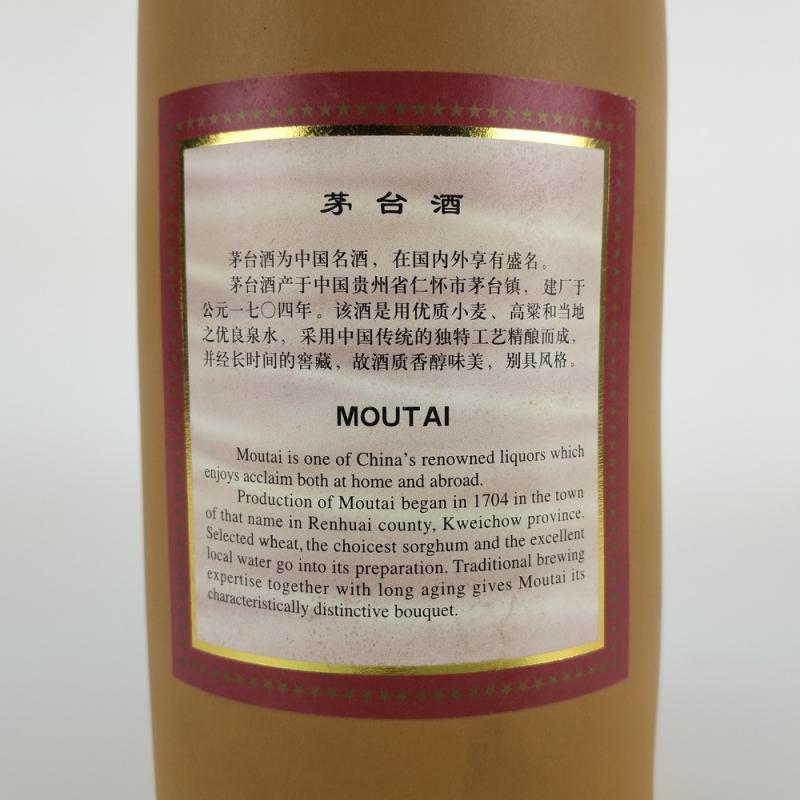 茅台酒
茅台酒为中国名酒，在国内外享有盛名。
茅台酒产于中国贵州省仁怀市茅台镇，建厂于
公元一七〇四年。该酒是用优质小麦、高粱和当地
之优良泉水，采用中国传统的独特工艺精酿而成，
并经长时间的窖藏，故酒质香醇味美，别具风格。
MOUTAI
Moutai is one of China's renowned liquors which
enjoys acclaim both at home and abroad.
Production of Moutai began in 1704 in the town
of that name in Renhuai county, Kweichow province.
Selected wheat, the choicest sorghum and the excellent
local water go into its preparation. Traditional brewing
expertise together with long aging gives Moutai its
characteristically distinctive bouquet.